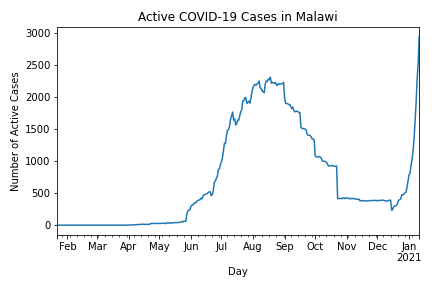 Active COVID-19 Cases in Malawi
Number of Active Cases
3000
2500
2000
1500
1000
500
0
Feb Mar Apr May Jun Jul Aug Sep Oct Nov Dec Jan
2021
Day